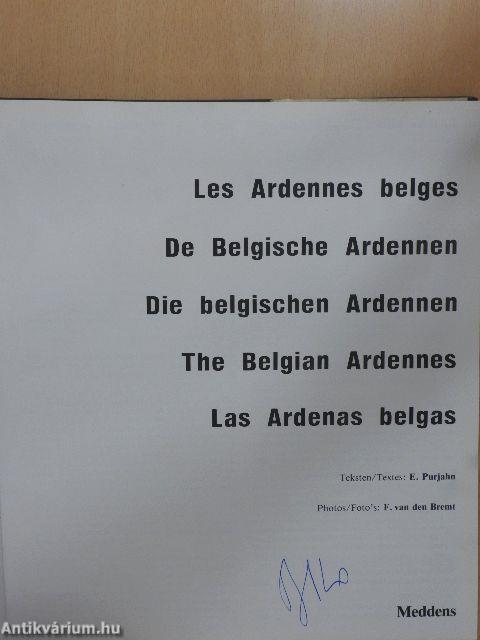 Les Ardennes belges
De Belgische Ardennen
Die belgischen Ardennen
The Belgian Ardennes
Las Ardenas belgas
Teksten/Textes: E. Purjahn
Photos/Foto's: F. van den Bremt
Meddens
Antikvárium.hu